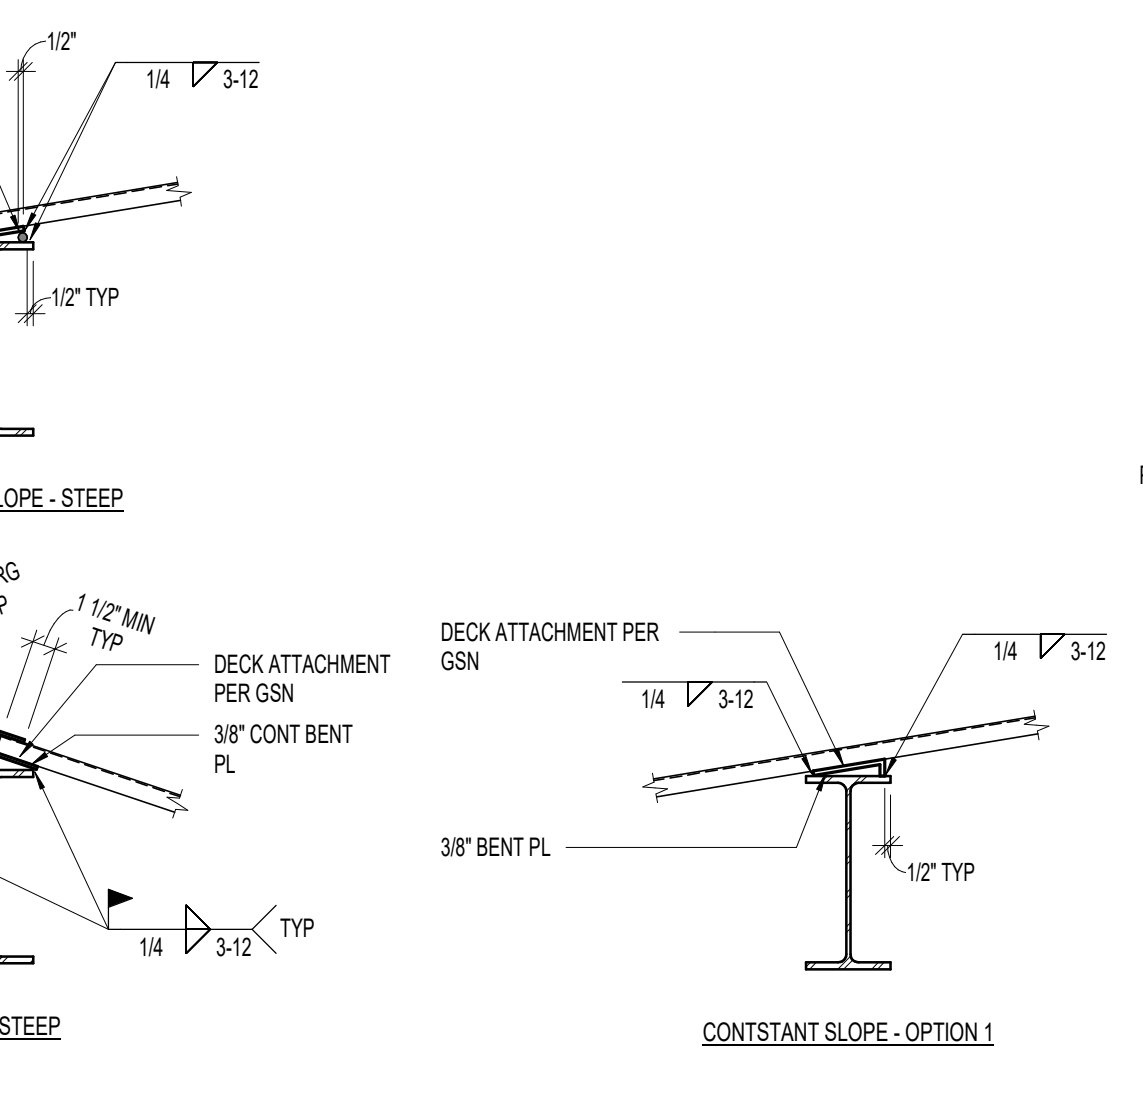 1/2"
1/4 3-12
1/2" TYP
LOPE - STEEP
RG
R
1 1/2" MIN
TYP
DECK ATTACHMENT
PER GSN
3/8" CONT BENT
PL
1/4 3-12 TYP
STEEP
DECK ATTACHMENT PER
GSN
1/4 3-12
1/4 3-12
3/8" BENT PL
1/2" TYP
CONTSTANT SLOPE - OPTION 1